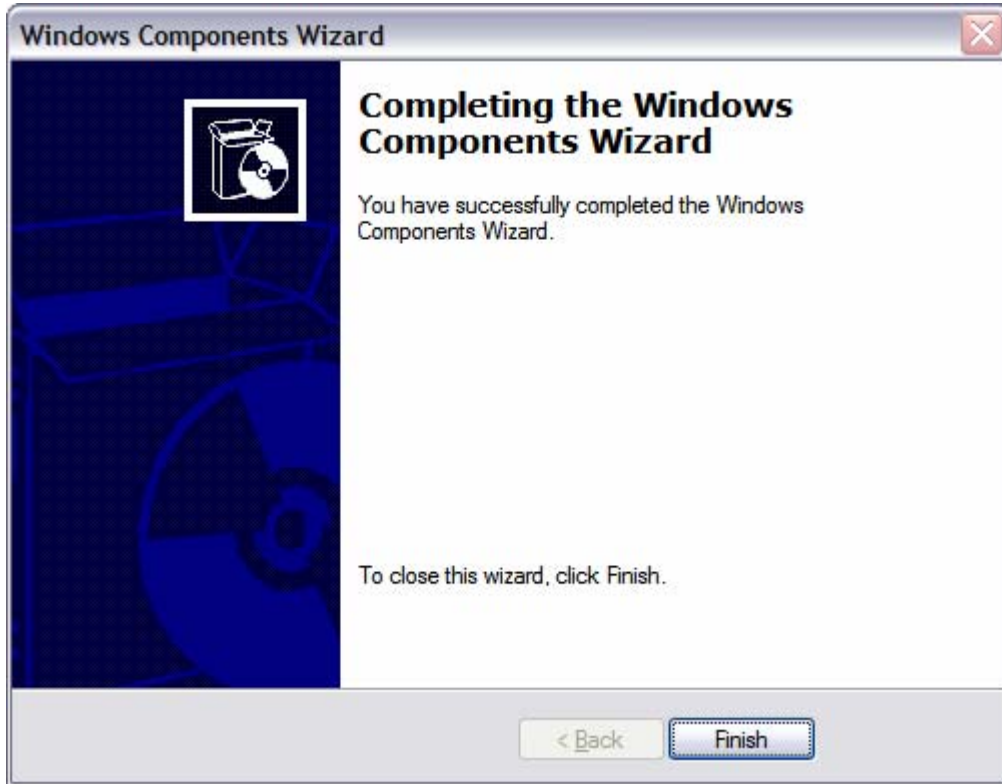 Windows Components Wizard
Completing the Windows
Components Wizard
You have successfully completed the Windows
Components Wizard.
To close this wizard, click Finish.
< Back
Finish